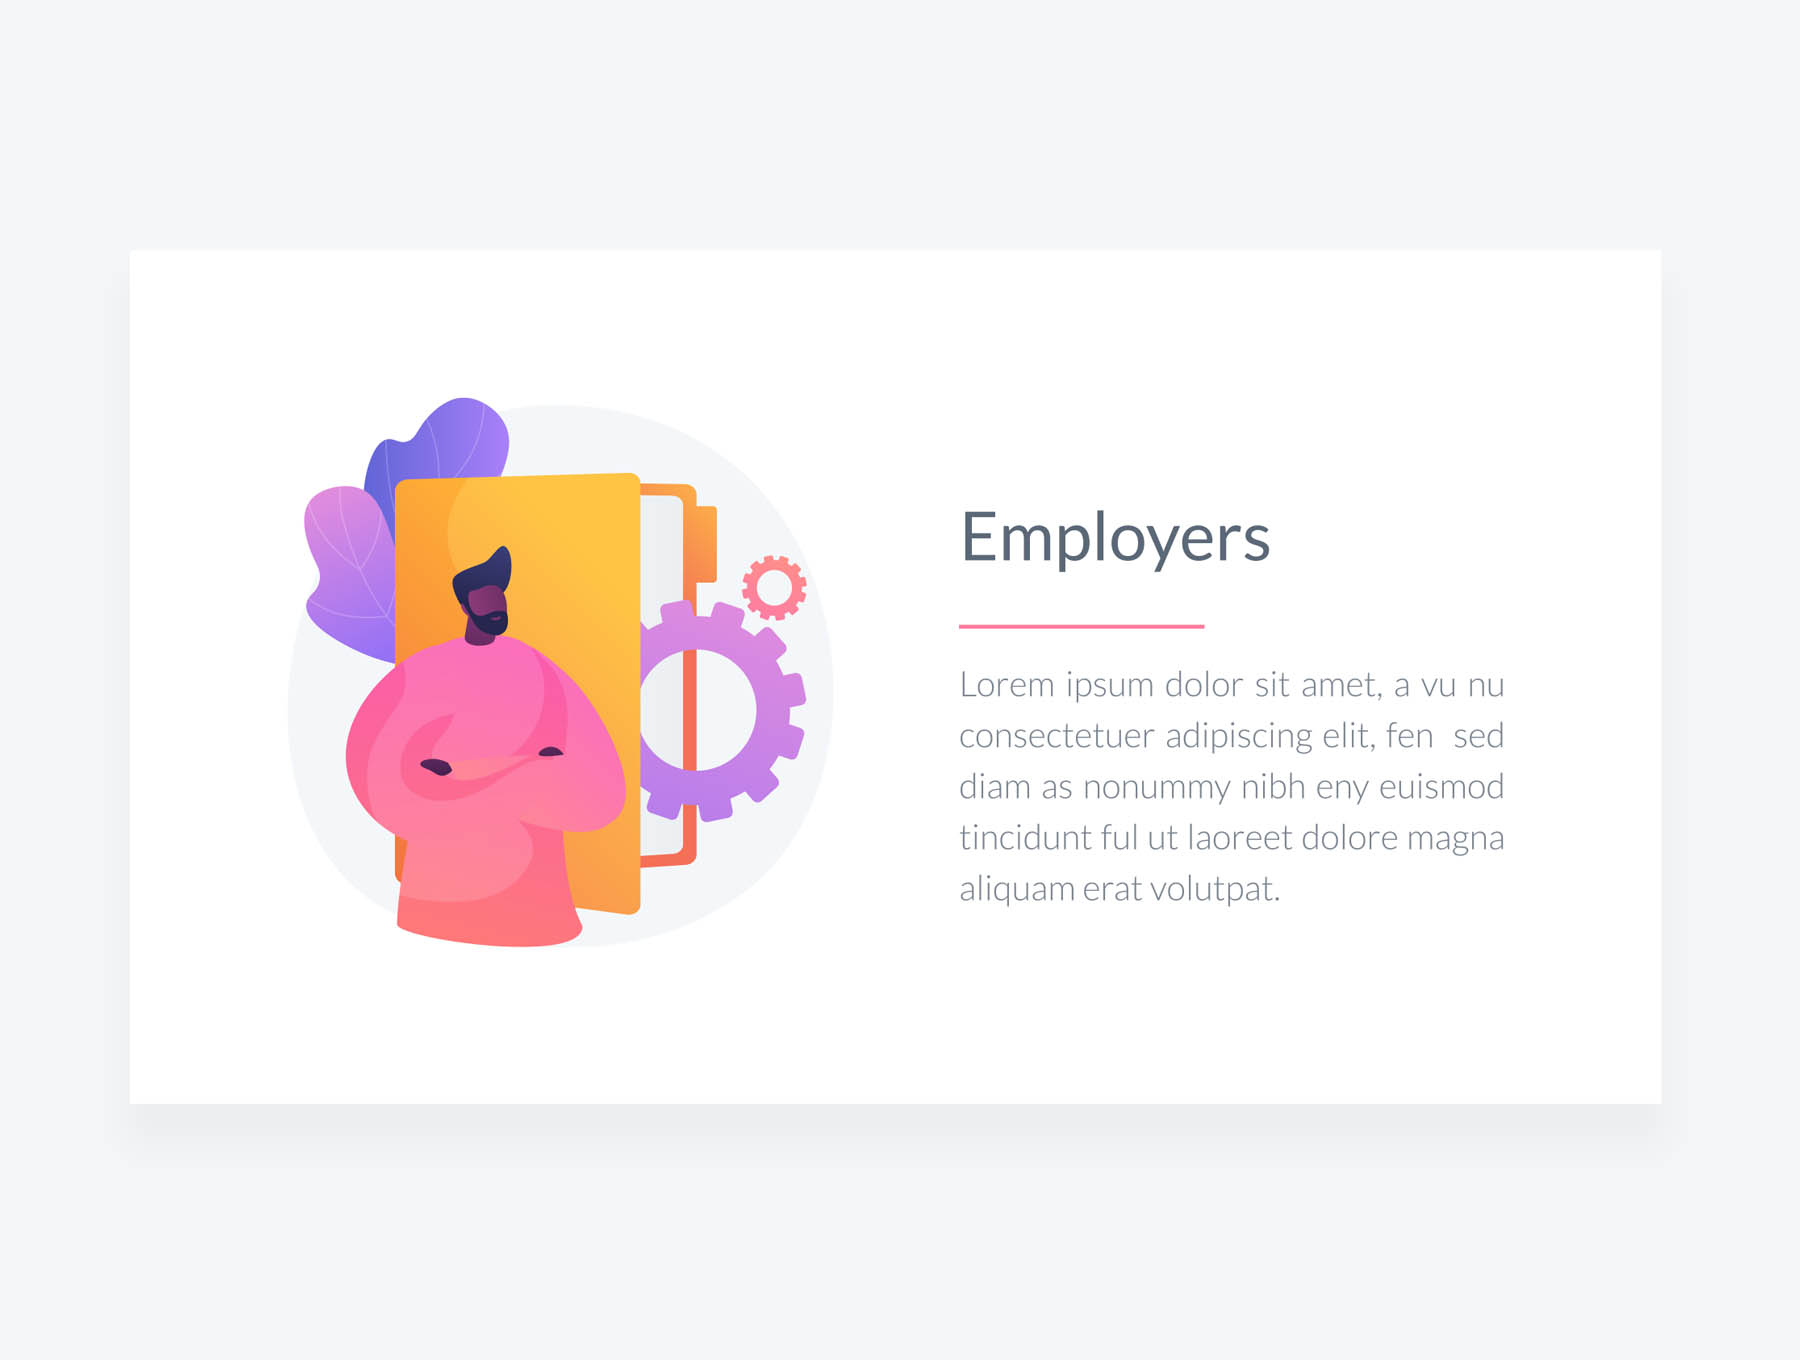 Employers
Lorem ipsum dolor sit amet, a vu nu
consectetuer adipiscing elit, fen  sed
diam as nonummy nibh eny euismod
tincidunt ful ut laoreet dolore magna
aliquam erat volutpat.